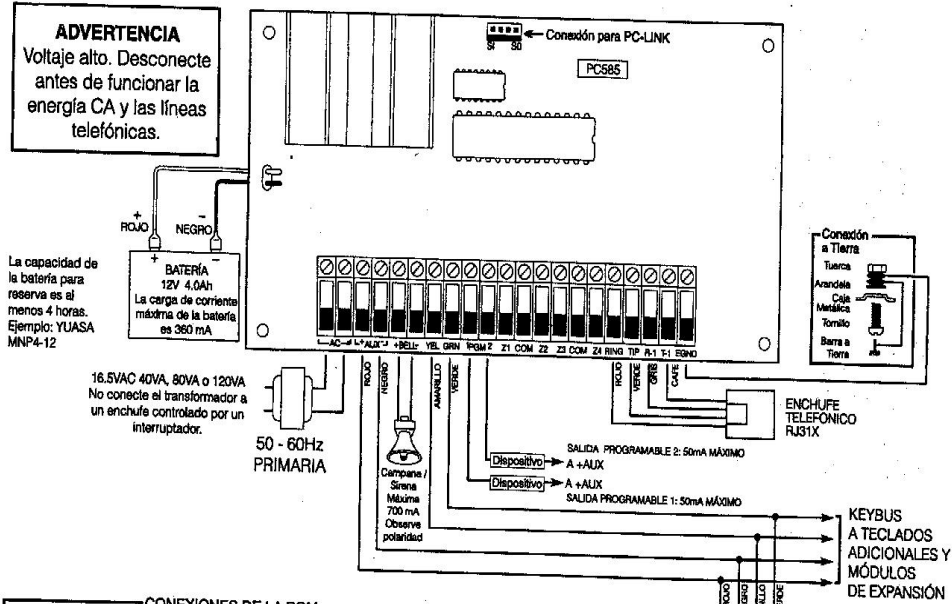 ADVERTENCIA
Voltaje alto. Desconecte
antes de funcionar la
energía CA y las líneas
telefónicas.
Conexión para PC-LINK
PC585
+
ROJO
−
NEGRO
+ −
BATERÍA
12V 4.0Ah
La carga de corriente
máxima de la batería
es 360 mA
La capacidad de
la batería para
reserva es al
menos 4 horas.
Ejemplo: YUASA
MNP4-12
Conexión
a Tierra
Tuerca
Arandela
Caja
Metálica
Tornillo
Barra a
Tierra
AC +AUX- +BELL- YEL GRN 1PGM 2 Z1 COM Z2 Z3 COM Z4 RING TIP R-1 T-1 EGND
ROJO
NEGRO
AMARILLO
VERDE
ROJO
VERDE
GRIS
CAFE
16.5VAC 40VA, 80VA o 120VA
No conecte el transformador a
un enchufe controlado por un
interruptador.
50 - 60Hz
PRIMARIA
Campana /
Sirena
Máxima
700 mA
Observe
polaridad
ENCHUFE
TELEFONICO
RJ31X
SALIDA PROGRAMABLE 2: 50mA MÁXIMO
Dispositivo A +AUX
Dispositivo A +AUX
SALIDA PROGRAMABLE 1: 50mA MÁXIMO
KEYBUS
A TECLADOS
ADICIONALES Y
MÓDULOS
DE EXPANSIÓN
CONEXIONES DE LA PGM